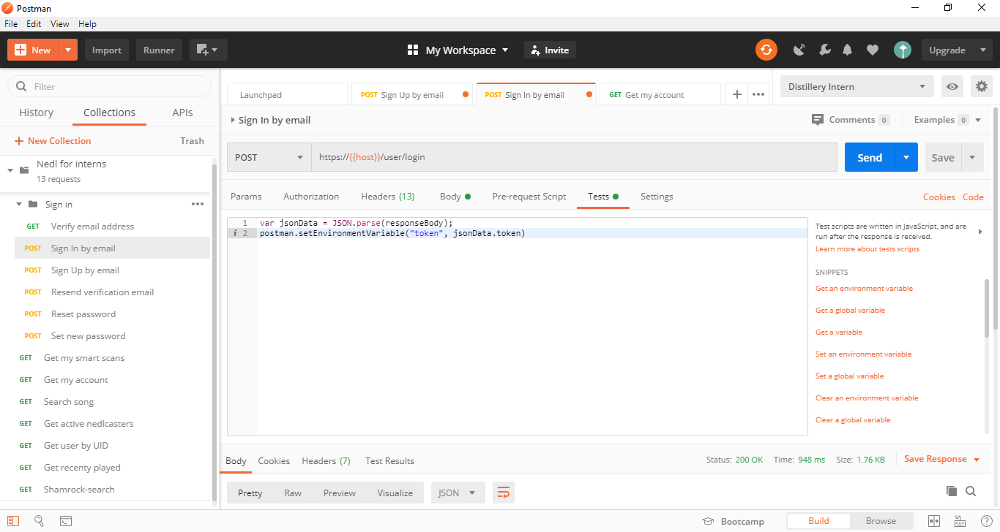 Postman
File Edit View Help
New Import Runner My Workspace Invite Upgrade
Filter
History Collections APIs
New Collection Trash
Nedl for interns
13 requests
Sign in
GET Verify email address
POST Sign In by email
POST Sign Up by email
POST Resend verification email
POST Reset password
POST Set new password
GET Get my smart scans
GET Get my account
GET Search song
GET Get active nedlcasters
GET Get user by UID
GET Get recenty played
GET Shamrock-search
Launchpad POST Sign Up by email POST Sign In by email GET Get my account
Distillery Intern
Sign In by email Comments 0 Examples 0
POST https://{{host}}/user/login Send Save
Params Authorization Headers (13) Body Pre-request Script Tests Settings Cookies Code
1 var jsonData = JSON.parse(responseBody);
i 2 postman.setEnvironmentVariable("token", jsonData.token)
Test scripts are written in JavaScript, and are
run after the response is received.
Learn more about tests scripts
SNIPPETS
Get an environment variable
Get a global variable
Get a variable
Set an environment variable
Set a global variable
Clear an environment variable
Clear a global variable
Body Cookies Headers (7) Test Results Status: 200 OK Time: 948 ms Size: 1.76 KB Save Response
Pretty Raw Preview Visualize JSON
Bootcamp Build Browse